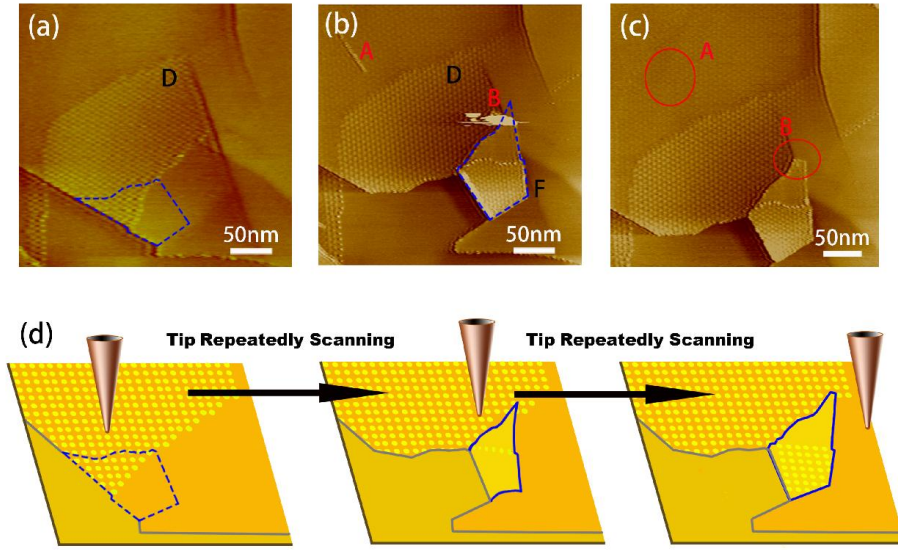 (a)
D
50nm
(b)
A
D
B
F
50nm
(c)
A
B
50nm
(d)
Tip Repeatedly Scanning
Tip Repeatedly Scanning